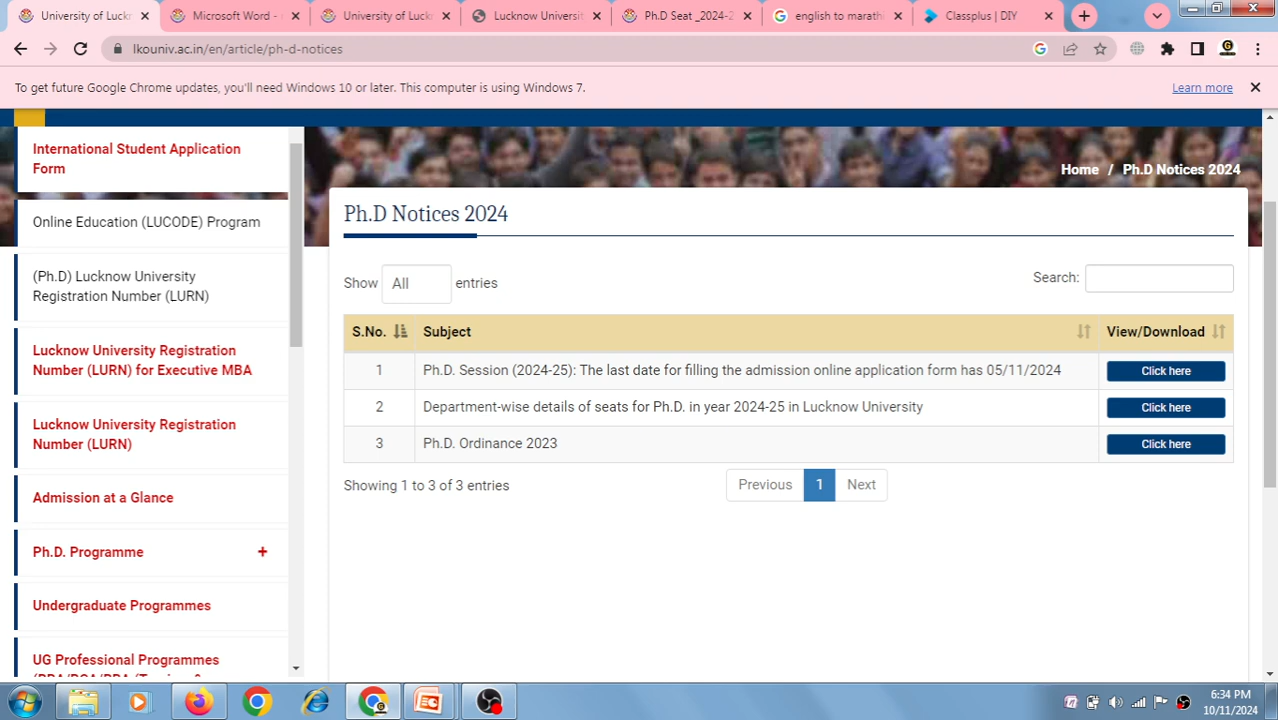 University of Luckr
Microsoft Word -
University of Luckr
Lucknow Universit
Ph.D Seat _2024-2
english to marath
Classplus | DIY
lkouniv.ac.in/en/article/ph-d-notices
To get future Google Chrome updates, you'll need Windows 10 or later. This computer is using Windows 7.
Learn more
International Student Application
Form
Online Education (LUCODE) Program
(Ph.D) Lucknow University
Registration Number (LURN)
Lucknow University Registration
Number (LURN) for Executive MBA
Lucknow University Registration
Number (LURN)
Admission at a Glance
Ph.D. Programme +
Undergraduate Programmes
UG Professional Programmes
Home / Ph.D Notices 2024
Ph.D Notices 2024
Show All entries
Search:
S.No. Subject View/Download
1 Ph.D. Session (2024-25): The last date for filling the admission online application form has 05/11/2024 Click here
2 Department-wise details of seats for Ph.D. in year 2024-25 in Lucknow University Click here
3 Ph.D. Ordinance 2023 Click here
Showing 1 to 3 of 3 entries
Previous 1 Next
6:34 PM
10/11/2024